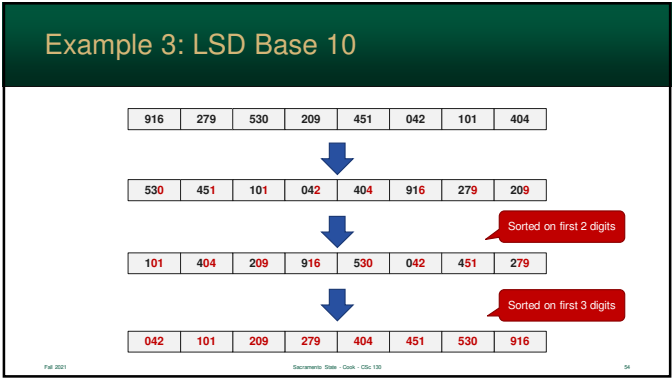 Example 3: LSD Base 10
916 279 530 209 451 042 101 404
530 451 101 042 404 916 279 209
Sorted on first 2 digits
101 404 209 916 530 042 451 279
Sorted on first 3 digits
042 101 209 279 404 451 530 916
Fall 2021 Sacramento State - Cook - CSc 130 54